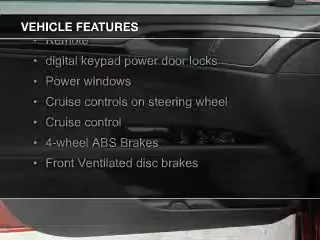 VEHICLE FEATURES
• Remote
• digital keypad power door locks
• Power windows
• Cruise controls on steering wheel
• Cruise control
• 4-wheel ABS Brakes
• Front Ventilated disc brakes